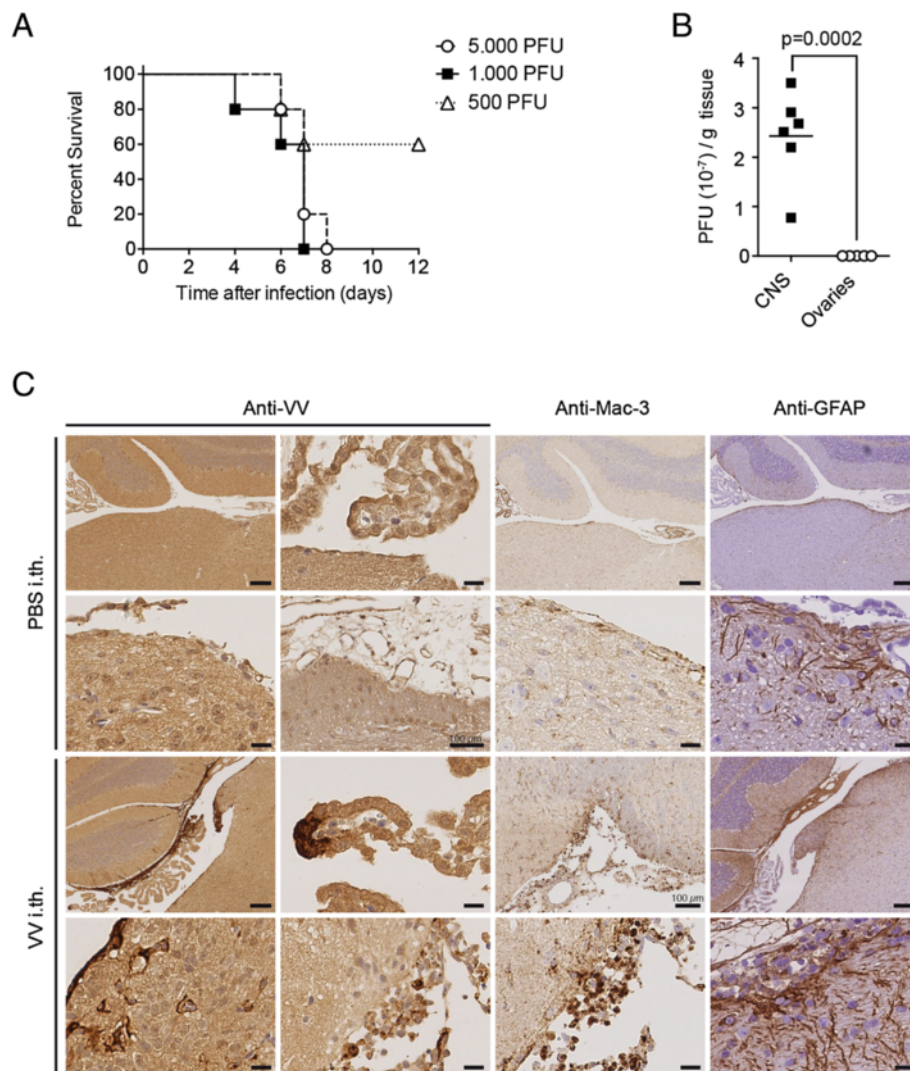 A
5.000 PFU
1.000 PFU
500 PFU
Percent Survival
100
80
60
40
20
0
0 2 4 6 8 10 12
Time after infection (days)
B
p=0.0002
PFU (10⁻⁷) / g tissue
4
3
2
1
0
CNS
Ovaries
C
Anti-VV
Anti-Mac-3
Anti-GFAP
PBS i.th.
100 µm
VV i.th.
100 µm